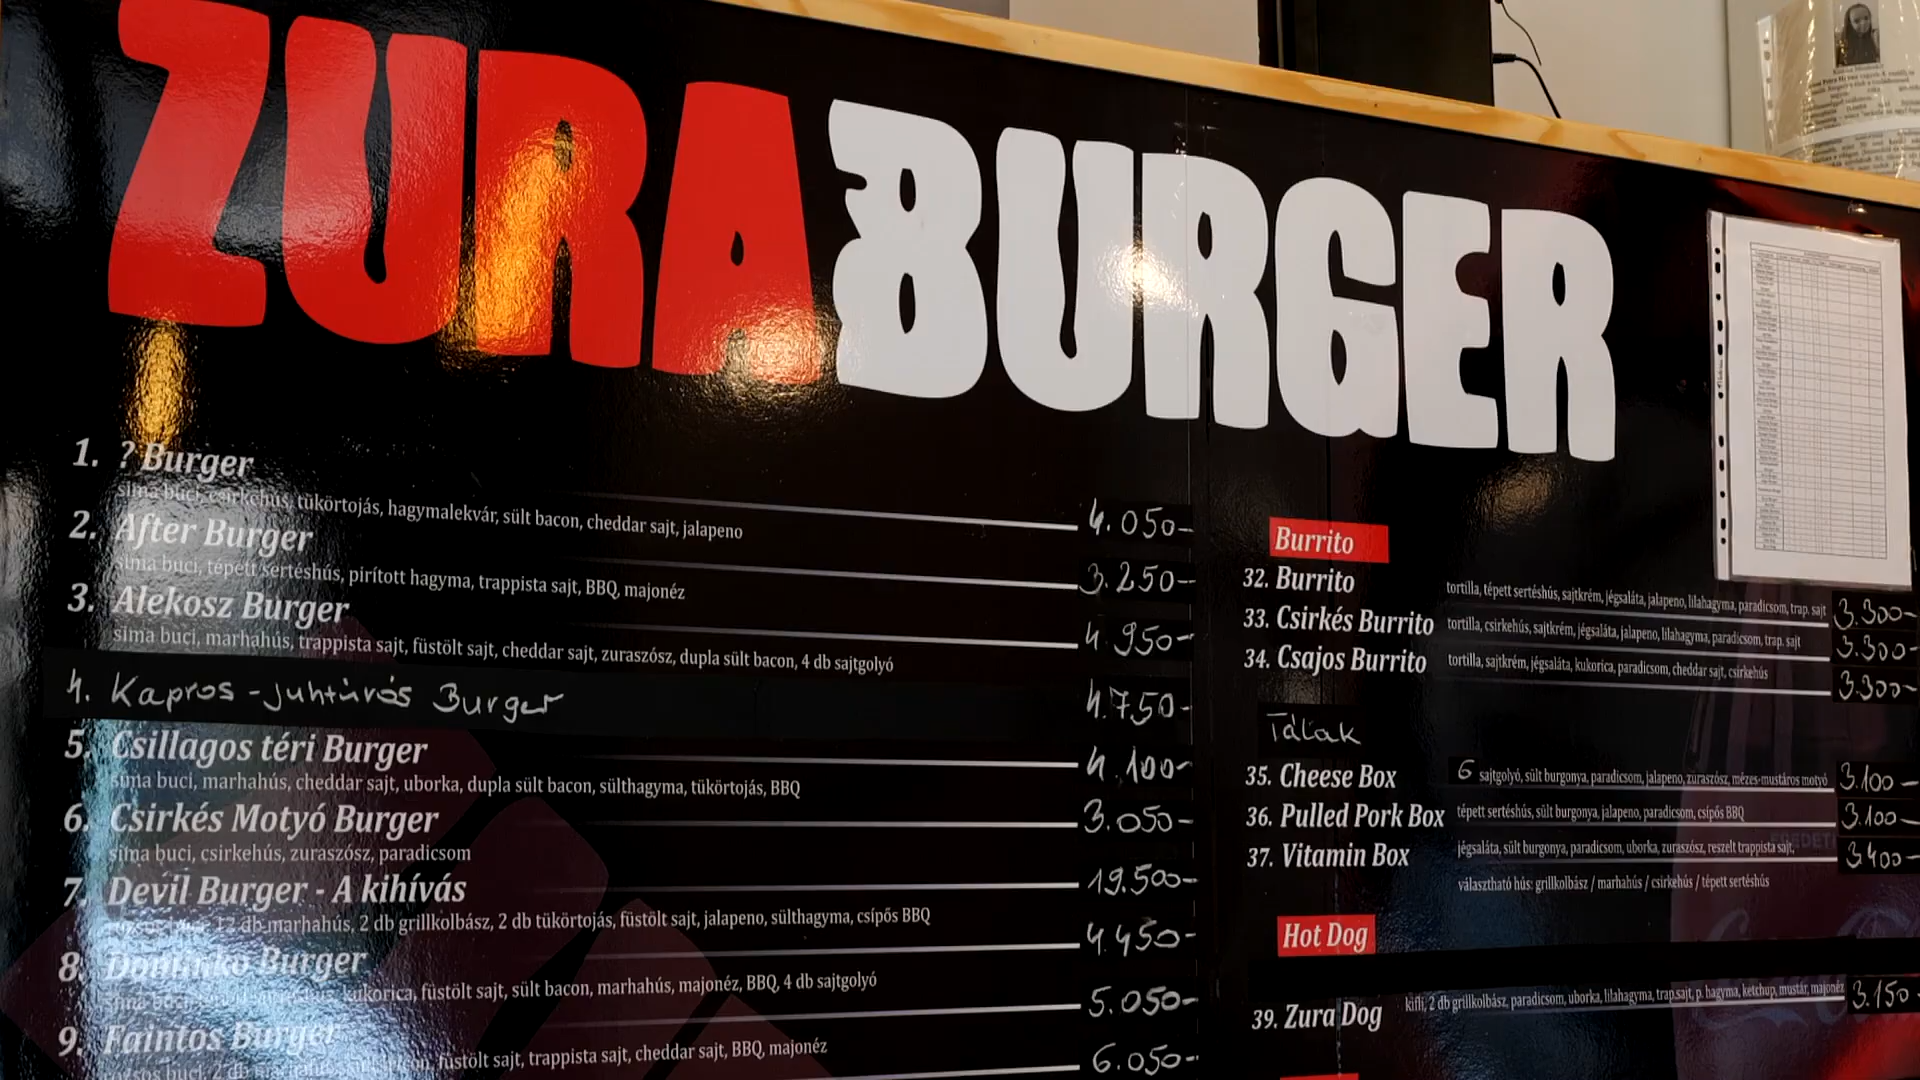 ZURABURGER
1. ? Burger 4.050-
sima buci, csirkehús, tükörtojás, hagymalekvár, sült bacon, cheddar sajt, jalapeno
2. After Burger 3.250-
sima buci, tépett sertéshús, pirított hagyma, trappista sajt, BBQ, majonéz
3. Alekosz Burger 4.950-
sima buci, marhahús, trappista sajt, füstölt sajt, cheddar sajt, zuraszósz, dupla sült bacon, 4 db sajtgolyó
4. Kapros-juhtúrós Burger 4.750-
5. Csillagos téri Burger 4.100-
sima buci, marhahús, cheddar sajt, uborka, dupla sült bacon, sülthagyma, tükörtojás, BBQ
6. Csirkés Motyó Burger 3.050-
sima buci, csirkehús, zuraszósz, paradicsom
7. Devil Burger - A kihívás 19.500-
12 db marhahús, 2 db grillkolbász, 2 db tükörtojás, füstölt sajt, jalapeno, sülthagyma, csípős BBQ
8. Dominko Burger 4.450-
kukorica, füstölt sajt, sült bacon, marhahús, majonéz, BBQ, 4 db sajtgolyó
9. Faintos Burger 5.050-
füstölt sajt, trappista sajt, cheddar sajt, BBQ, majonéz
6.050-
Burrito
32. Burrito tortilla, tépett sertéshús, sajtkrém, jégsaláta, jalapeno, lilahagyma, paradicsom, trap. sajt 3.300-
33. Csirkés Burrito tortilla, csirkehús, sajtkrém, jégsaláta, jalapeno, lilahagyma, paradicsom, trap. sajt 3.300-
34. Csajos Burrito tortilla, sajtkrém, jégsaláta, kukorica, paradicsom, cheddar sajt, csirkehús 3.300-
Tálak
35. Cheese Box 6 sajtgolyó, sült burgonya, paradicsom, jalapeno, zuraszósz, mézes-mustáros motyó 3.100-
36. Pulled Pork Box tépett sertéshús, sült burgonya, jalapeno, paradicsom, csípős BBQ 3.100-
37. Vitamin Box jégsaláta, sült burgonya, paradicsom, uborka, zuraszósz, reszelt trappista sajt, 3.400-
választható hús: grillkolbász / marhahús / csirkehús / tépett sertéshús
Hot Dog
39. Zura Dog kifli, 2 db grillkolbász, paradicsom, uborka, lilahagyma, trap.sajt, p. hagyma, ketchup, mustár, majonéz 3.150-